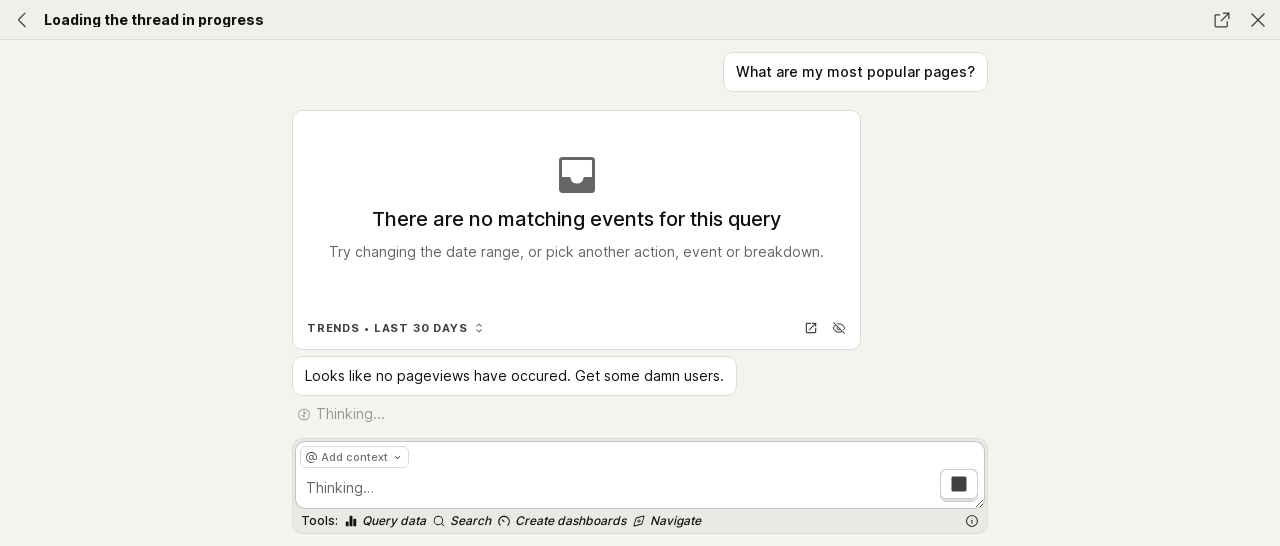 Loading the thread in progress
What are my most popular pages?
There are no matching events for this query
Try changing the date range, or pick another action, event or breakdown.
TRENDS • LAST 30 DAYS
Looks like no pageviews have occured. Get some damn users.
Thinking...
@ Add context
Thinking...
Tools: Query data Search Create dashboards Navigate